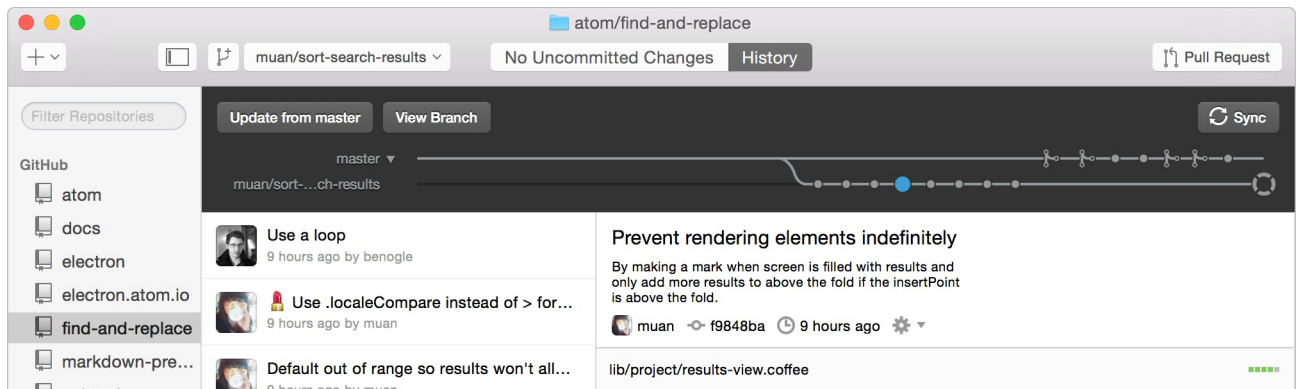 atom/find-and-replace
muan/sort-search-results
No Uncommitted Changes
History
Pull Request
Filter Repositories
Update from master
View Branch
Sync
GitHub
master
muan/sort-...ch-results
atom
docs
electron
electron.atom.io
find-and-replace
markdown-pre...
Use a loop
9 hours ago by benogle
💄 Use .localeCompare instead of > for...
9 hours ago by muan
Default out of range so results won't all...
9 hours ago by muan
Prevent rendering elements indefinitely
By making a mark when screen is filled with results and
only add more results to above the fold if the insertPoint
is above the fold.
muan f9848ba 9 hours ago
lib/project/results-view.coffee